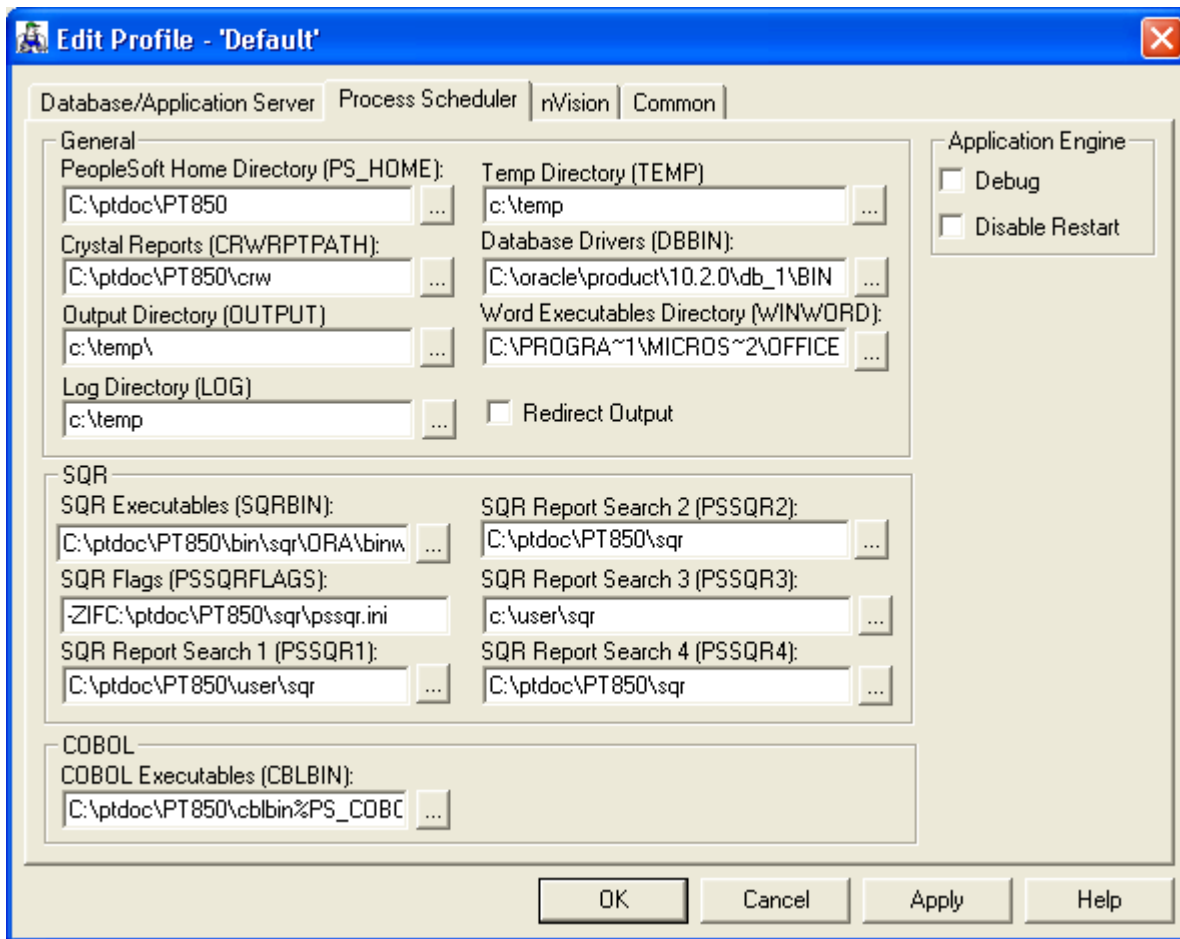 Edit Profile - 'Default'
Database/Application Server Process Scheduler nVision Common
General
PeopleSoft Home Directory (PS_HOME):
C:\ptdoc\PT850 ...
Temp Directory (TEMP)
c:\temp ...
Crystal Reports (CRWRPTPATH):
C:\ptdoc\PT850\crw ...
Database Drivers (DBBIN):
C:\oracle\product\10.2.0\db_1\BIN ...
Output Directory (OUTPUT)
c:\temp\ ...
Word Executables Directory (WINWORD):
C:\PROGRA~1\MICROS~2\OFFICE ...
Log Directory (LOG)
c:\temp ...
Redirect Output
Application Engine
Debug
Disable Restart
SQR
SQR Executables (SQRBIN):
C:\ptdoc\PT850\bin\sqr\ORA\binw ...
SQR Report Search 2 (PSSQR2):
C:\ptdoc\PT850\sqr ...
SQR Flags (PSSQRFLAGS):
-ZIFC:\ptdoc\PT850\sqr\pssqr.ini
SQR Report Search 3 (PSSQR3):
c:\user\sqr ...
SQR Report Search 1 (PSSQR1):
C:\ptdoc\PT850\user\sqr ...
SQR Report Search 4 (PSSQR4):
C:\ptdoc\PT850\sqr ...
COBOL
COBOL Executables (CBLBIN):
C:\ptdoc\PT850\cblbin%PS_COBO ...
OK Cancel Apply Help